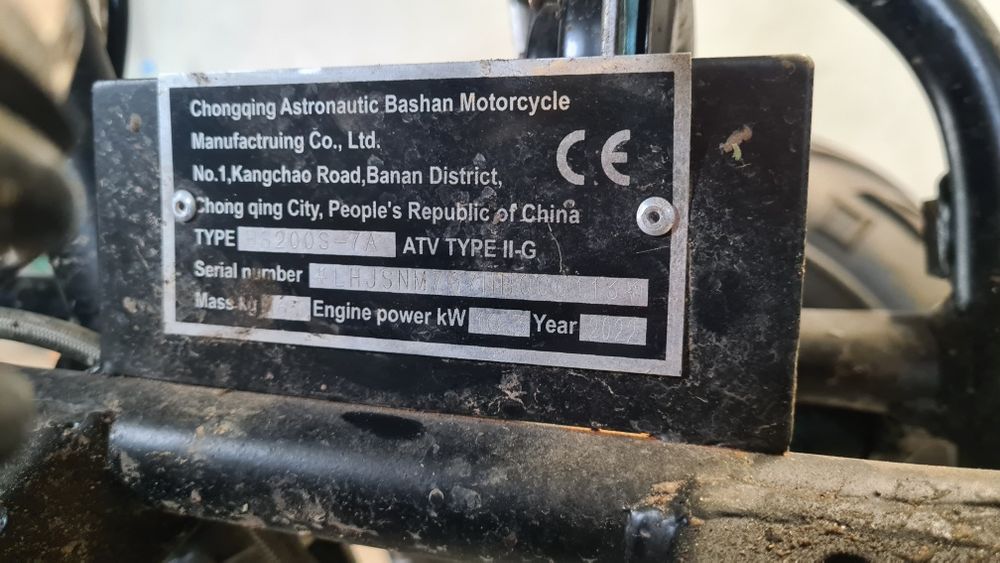 Chongqing Astronautic Bashan Motorcycle
Manufactruing Co., Ltd.
CE
No.1,Kangchao Road,Banan District,
Chong qing City, People's Republic of China
TYPE ATV TYPE II-G
Serial number
Mass kg Engine power kW Year